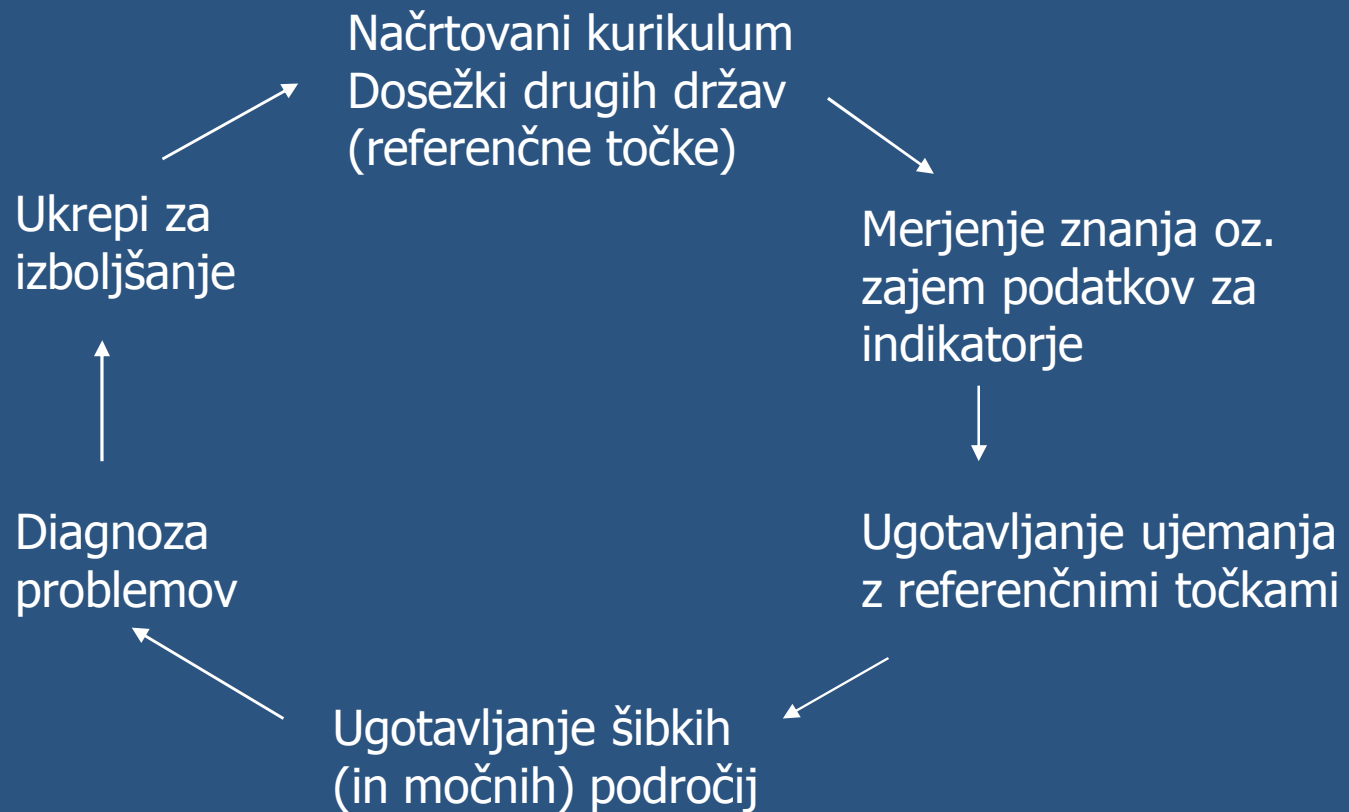 Načrtovani kurikulum
Dosežki drugih držav
(referenčne točke)
Merjenje znanja oz.
zajem podatkov za
indikatorje
Ugotavljanje ujemanja
z referenčnimi točkami
Ugotavljanje šibkih
(in močnih) področij
Diagnoza
problemov
Ukrepi za
izboljšanje